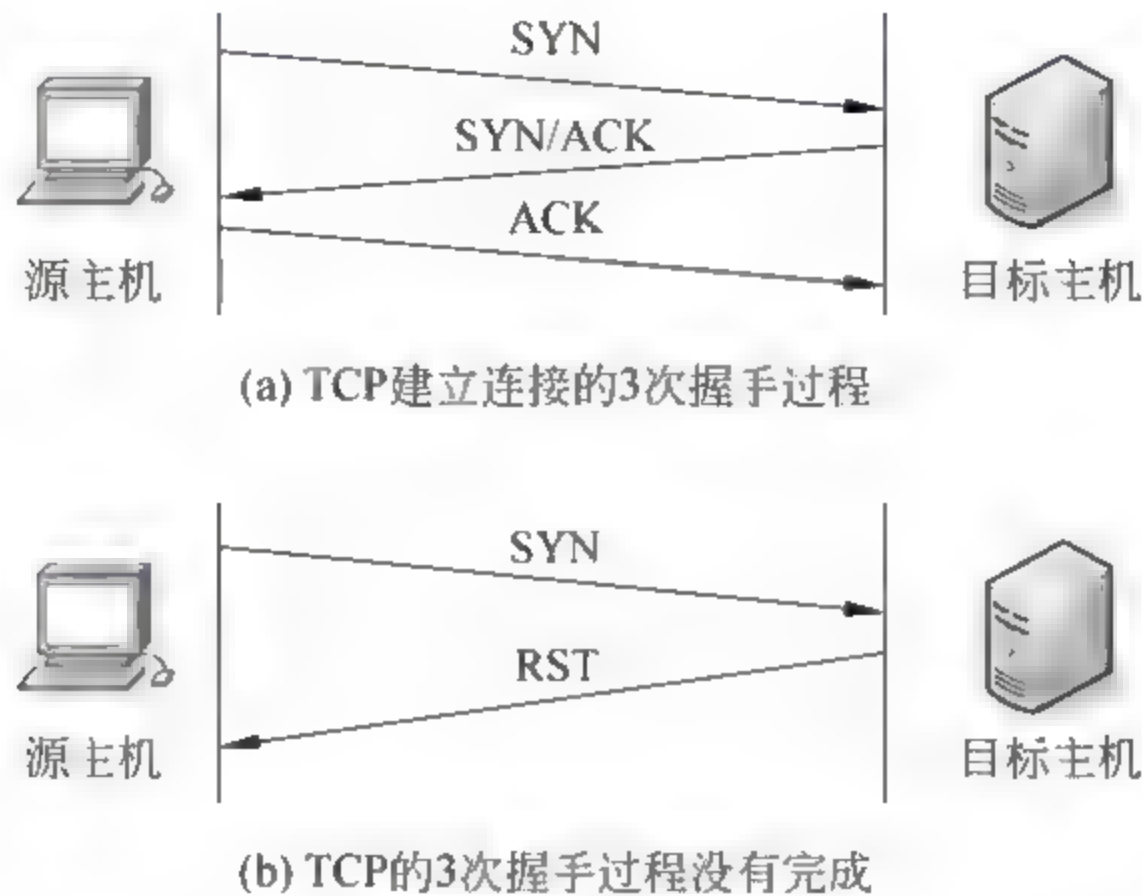 SYN
SYN/ACK
ACK
源主机
目标主机
(a) TCP建立连接的3次握手过程
SYN
RST
源主机
目标主机
(b) TCP的3次握手过程没有完成